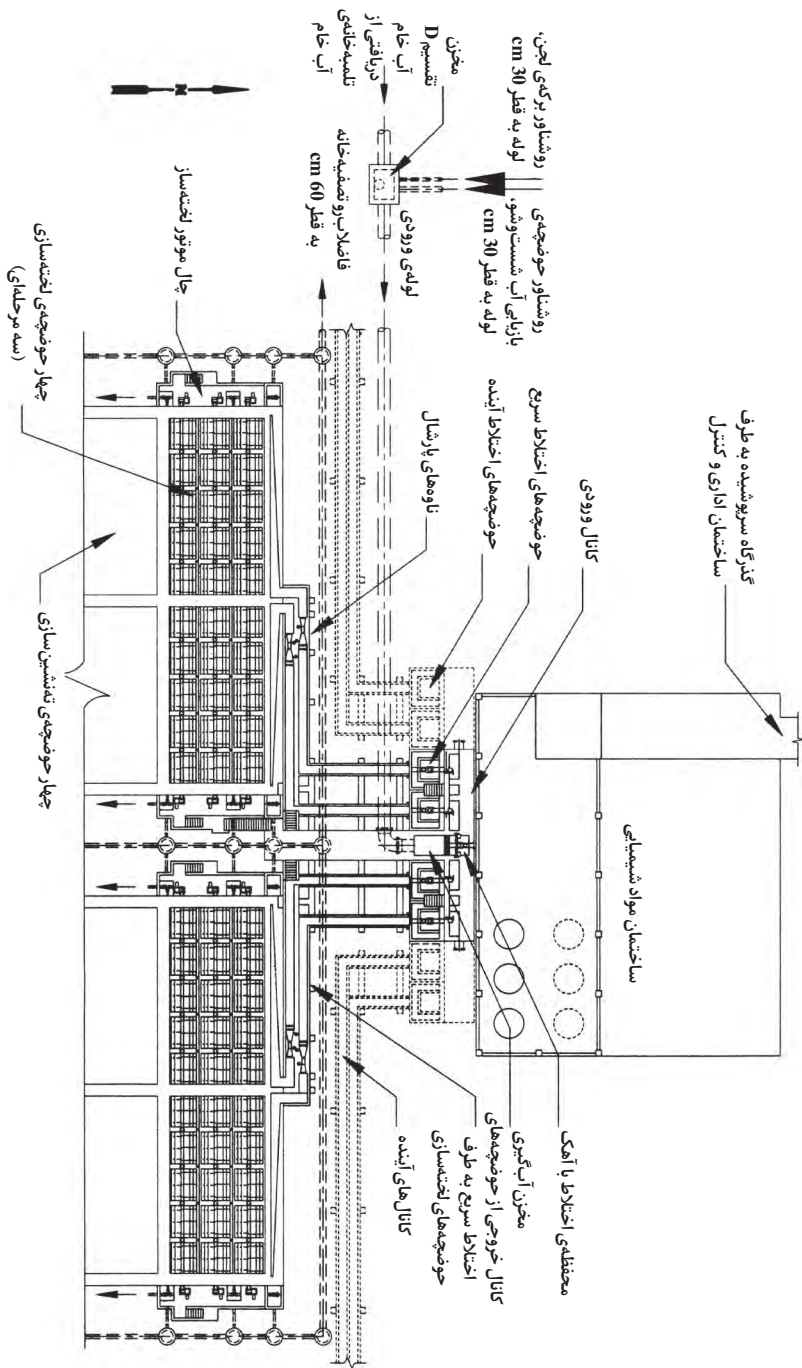 روشناور برکه‌ی لجن،
لوله به قطر 30 cm
روشناور حوضچه‌ی
بازیابی آب شست‌وشو،
لوله به قطر 30 cm
مخزن
تقسیم D
آب خام
دریافتی از
تلمبه‌خانه‌ی
آب خام
N
لوله‌ی ورودی
فاضلاب‌رو تصفیه‌خانه
به قطر 60 cm
چال موتور لخته‌ساز
چهار حوضچه‌ی لخته‌سازی
(سه مرحله‌ای)
چهار حوضچه‌ی ته‌نشین‌سازی
گذرگاه سرپوشیده به طرف
ساختمان اداری و کنترل
کانال ورودی
حوضچه‌های اختلاط سریع
حوضچه‌های اختلاط آینده
ناوه‌های پارشال
ساختمان مواد شیمیایی
محفظه‌ی اختلاط با آهک
مخزن آب‌گیری
کانال خروجی از حوضچه‌های
اختلاط سریع به طرف
حوضچه‌های لخته‌سازی
کانال‌های آینده